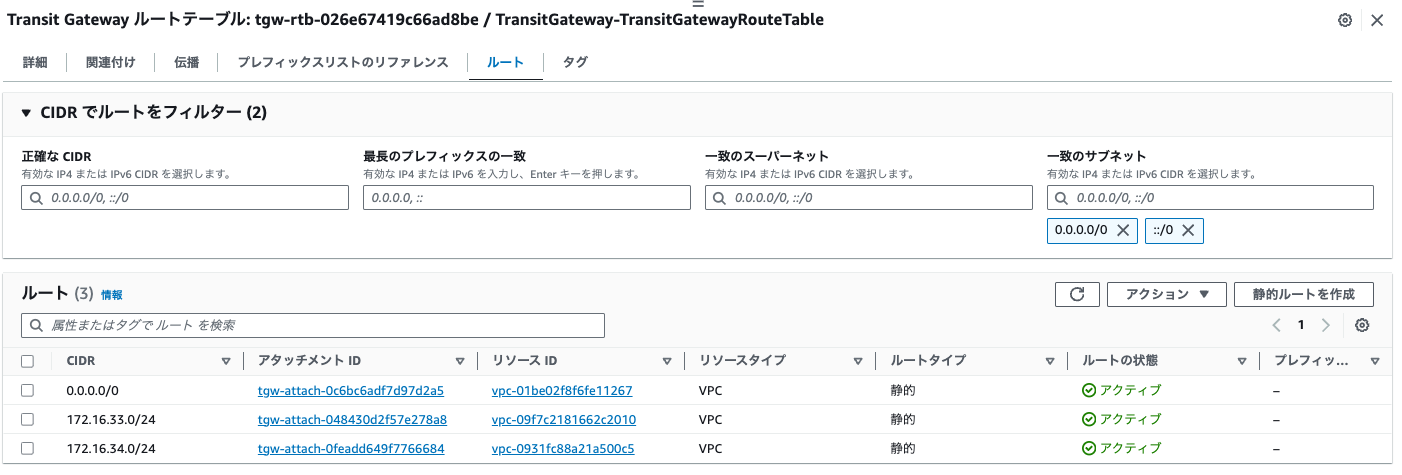 Transit Gateway ルートテーブル: tgw-rtb-026e67419c66ad8be / TransitGateway-TransitGatewayRouteTable
詳細 関連付け 伝播 プレフィックスリストのリファレンス ルート タグ
CIDR でルートをフィルター (2)
正確な CIDR 最長のプレフィックスの一致 一致のスーパーネット 一致のサブネット
有効な IP4 または IPv6 CIDR を選択します。 有効な IP4 または IPv6 を入力し、Enter キーを押します。 有効な IP4 または IPv6 CIDR を選択します。 有効な IP4 または IPv6 CIDR を選択します。
0.0.0.0/0, ::/0 0.0.0.0, :: 0.0.0.0/0, ::/0 0.0.0.0/0, ::/0
0.0.0.0/0 ::/0
ルート (3) 情報 アクション 静的ルートを作成
属性またはタグで ルート を検索 1
CIDR アタッチメント ID リソース ID リソースタイプ ルートタイプ ルートの状態 プレフィッ...
0.0.0.0/0 tgw-attach-0c6bc6adf7d97d2a5 vpc-01be02f8f6fe11267 VPC 静的 アクティブ –
172.16.33.0/24 tgw-attach-048430d2f57e278a8 vpc-09f7c2181662c2010 VPC 静的 アクティブ –
172.16.34.0/24 tgw-attach-0feadd649f7766684 vpc-0931fc88a21a500c5 VPC 静的 アクティブ –